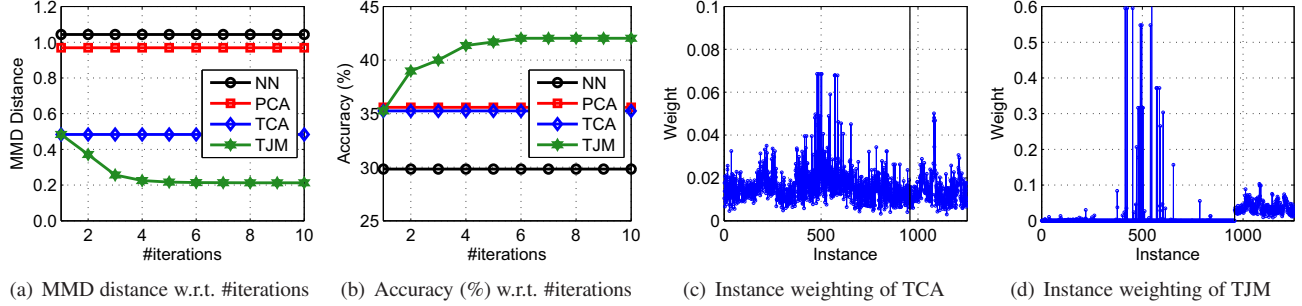 MMD Distance
1.2
1.0
0.8
0.6
0.4
0.2
0.0
2 4 6 8 10
#iterations
NN
PCA
TCA
TJM
(a) MMD distance w.r.t. #iterations
Accuracy (%)
45
40
35
30
25
2 4 6 8 10
#iterations
NN
PCA
TCA
TJM
(b) Accuracy (%) w.r.t. #iterations
Weight
0.1
0.08
0.06
0.04
0.02
0
0 500 1000
Instance
(c) Instance weighting of TCA
Weight
0.6
0.5
0.4
0.3
0.2
0.1
0
0 500 1000
Instance
(d) Instance weighting of TJM